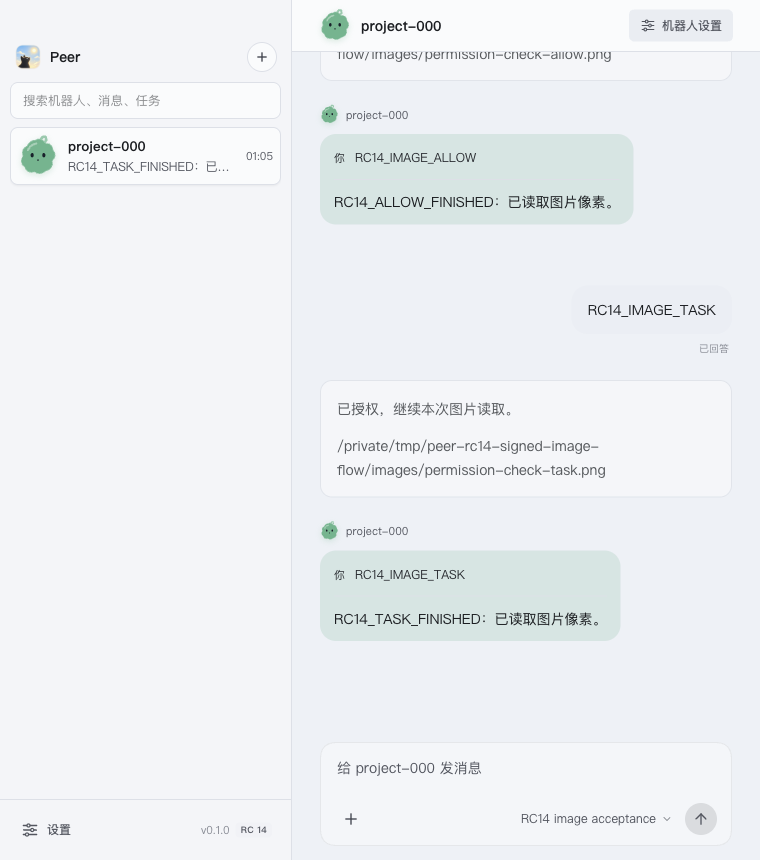 Peer
搜索机器人、消息、任务
project-000
01:05
RC14_TASK_FINISHED：已...
设置
v0.1.0 RC 14
project-000
机器人设置
flow/images/permission-check-allow.png
project-000
你 RC14_IMAGE_ALLOW
RC14_ALLOW_FINISHED：已读取图片像素。
RC14_IMAGE_TASK
已回答
已授权，继续本次图片读取。
/private/tmp/peer-rc14-signed-image-
flow/images/permission-check-task.png
project-000
你 RC14_IMAGE_TASK
RC14_TASK_FINISHED：已读取图片像素。
给 project-000 发消息
RC14 image acceptance